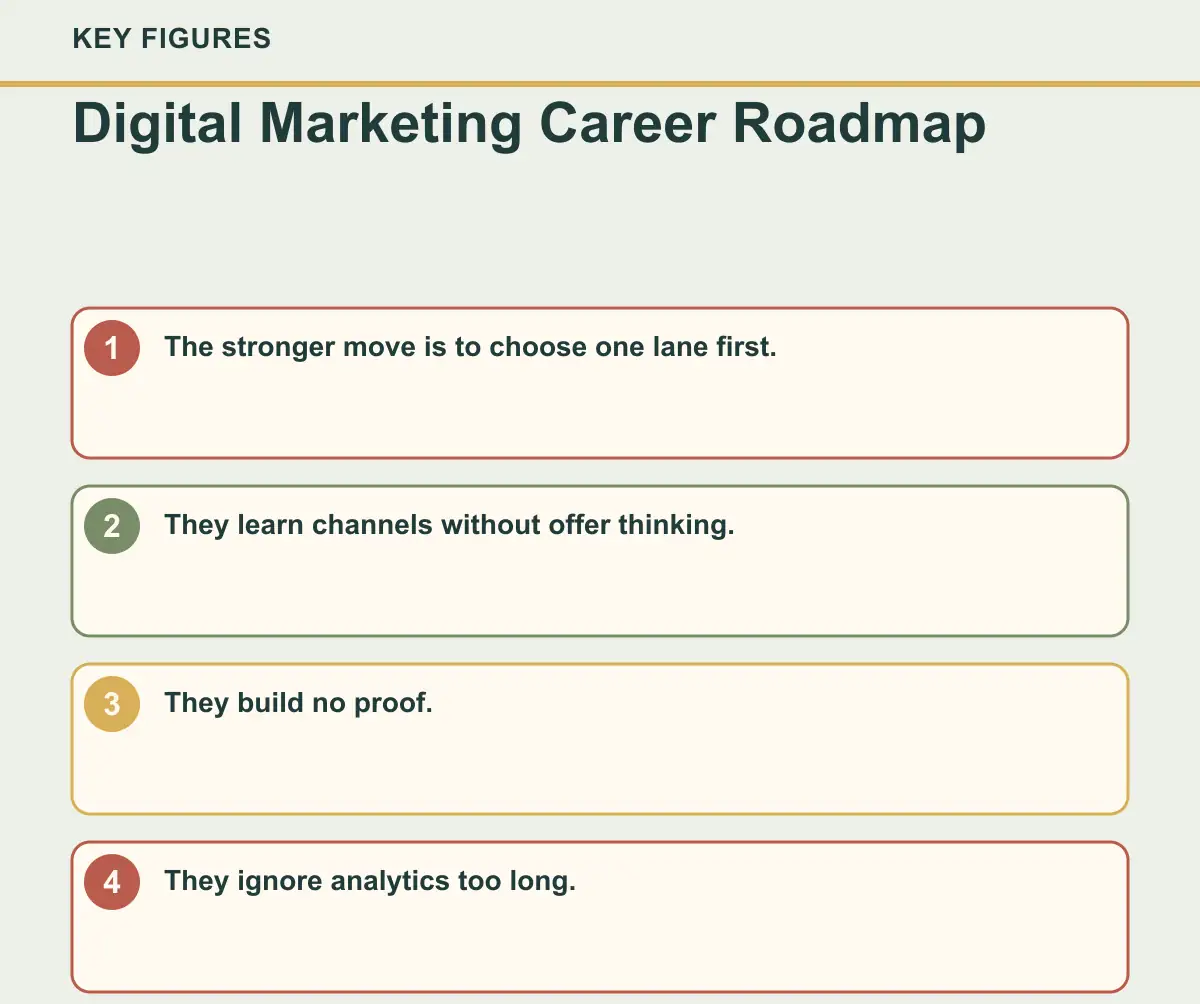 KEY FIGURES
Digital Marketing Career Roadmap
1 The stronger move is to choose one lane first.
2 They learn channels without offer thinking.
3 They build no proof.
4 They ignore analytics too long.